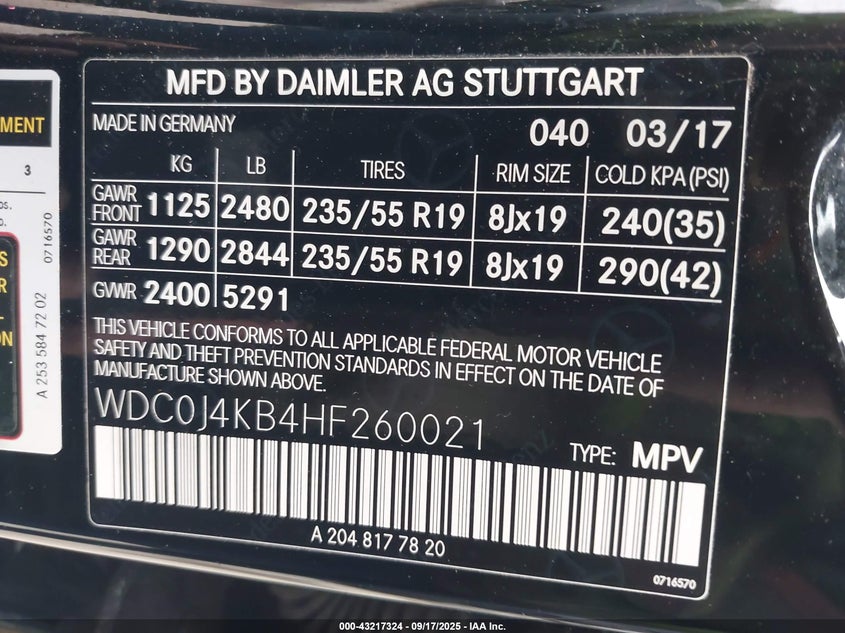 MFD BY DAIMLER AG STUTTGART
MADE IN GERMANY 040 03/17
KG LB TIRES RIM SIZE COLD KPA (PSI)
GAWR FRONT 1125 2480 235/55 R19 8Jx19 240(35)
GAWR REAR 1290 2844 235/55 R19 8Jx19 290(42)
GVWR 2400 5291
THIS VEHICLE CONFORMS TO ALL APPLICABLE FEDERAL MOTOR VEHICLE
SAFETY AND THEFT PREVENTION STANDARDS IN EFFECT ON THE DATE OF
MANUFACTURE SHOWN ABOVE.
WDC0J4KB4HF260021
TYPE: MPV
A 204 817 78 20
0716570
MENT
3
0716570
A 253 584 72 02
000-43217324 - 09/17/2025 - IAA Inc.